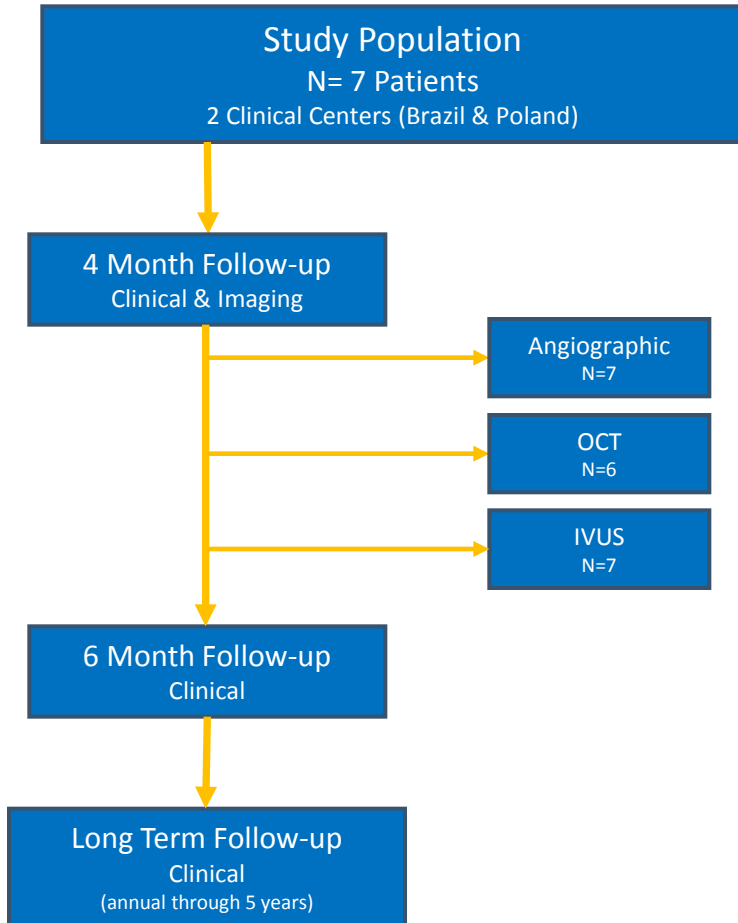 Study Population
N= 7 Patients
2 Clinical Centers (Brazil & Poland)
4 Month Follow-up
Clinical & Imaging
Angiographic
N=7
OCT
N=6
IVUS
N=7
6 Month Follow-up
Clinical
Long Term Follow-up
Clinical
(annual through 5 years)